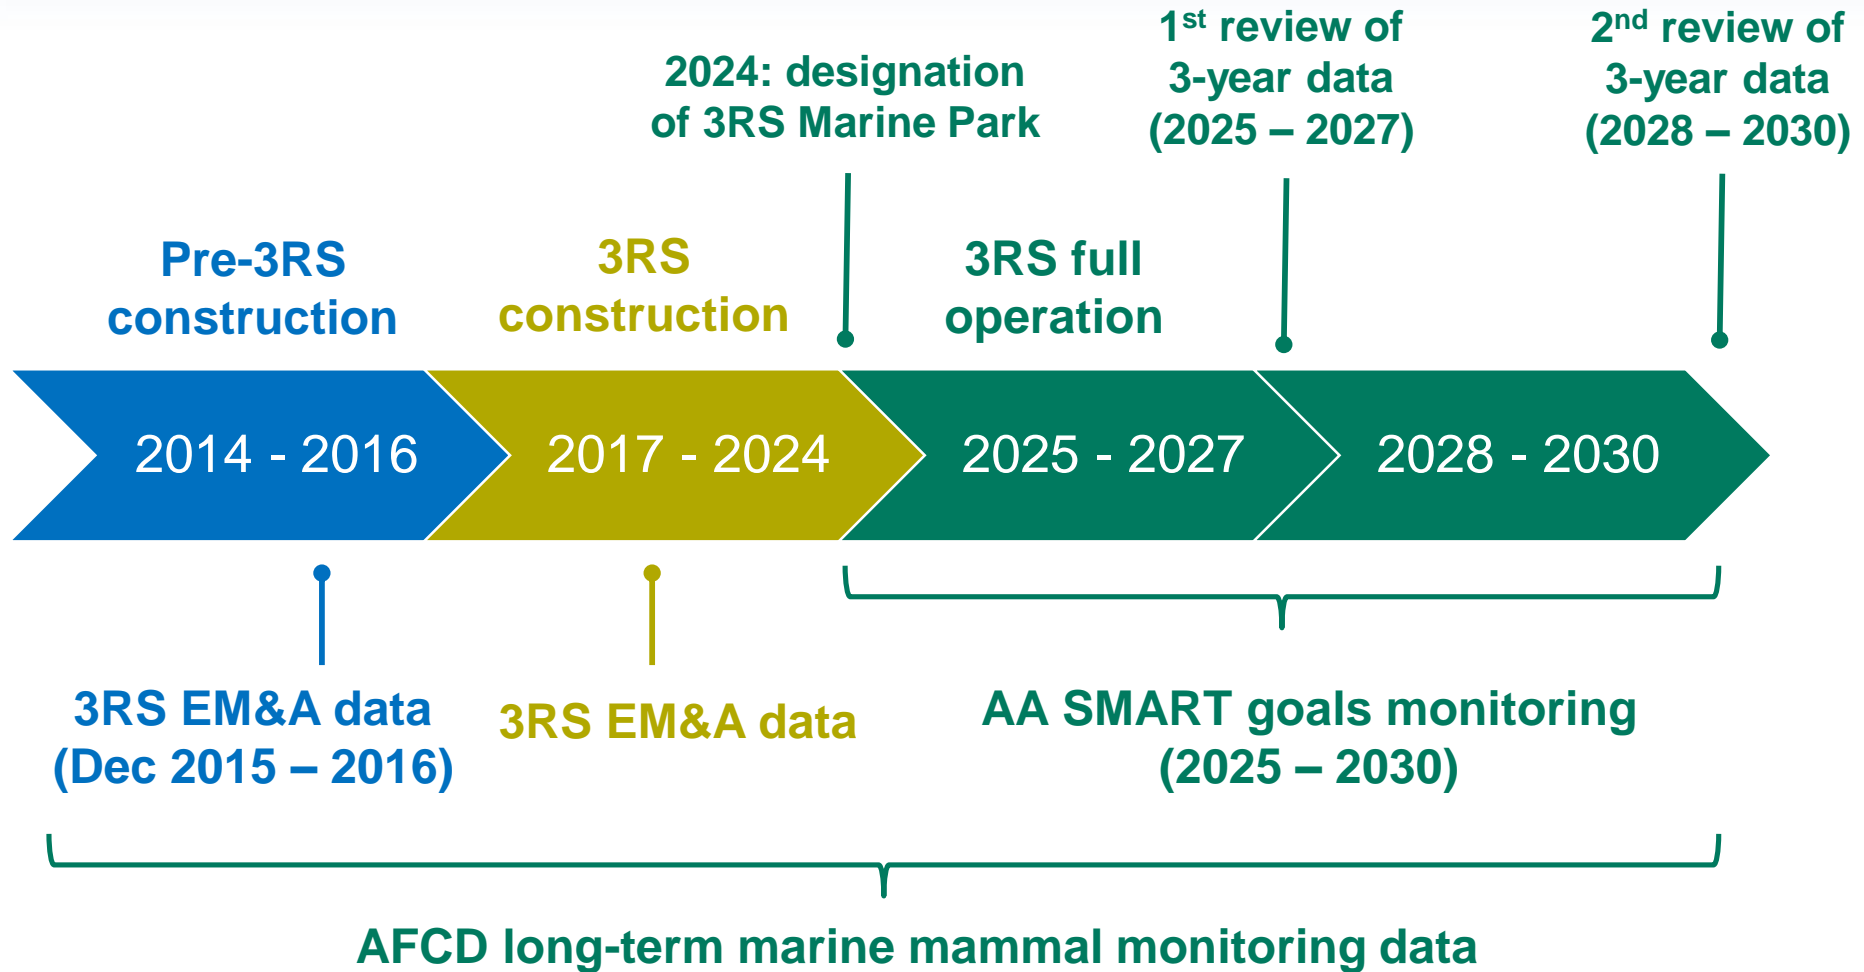 2024: designation
of 3RS Marine Park
1st review of
3-year data
(2025 – 2027)
2nd review of
3-year data
(2028 – 2030)
Pre-3RS
construction
3RS
construction
3RS full
operation
2014 - 2016
2017 - 2024
2025 - 2027
2028 - 2030
3RS EM&A data
(Dec 2015 – 2016)
3RS EM&A data
AA SMART goals monitoring
(2025 – 2030)
AFCD long-term marine mammal monitoring data